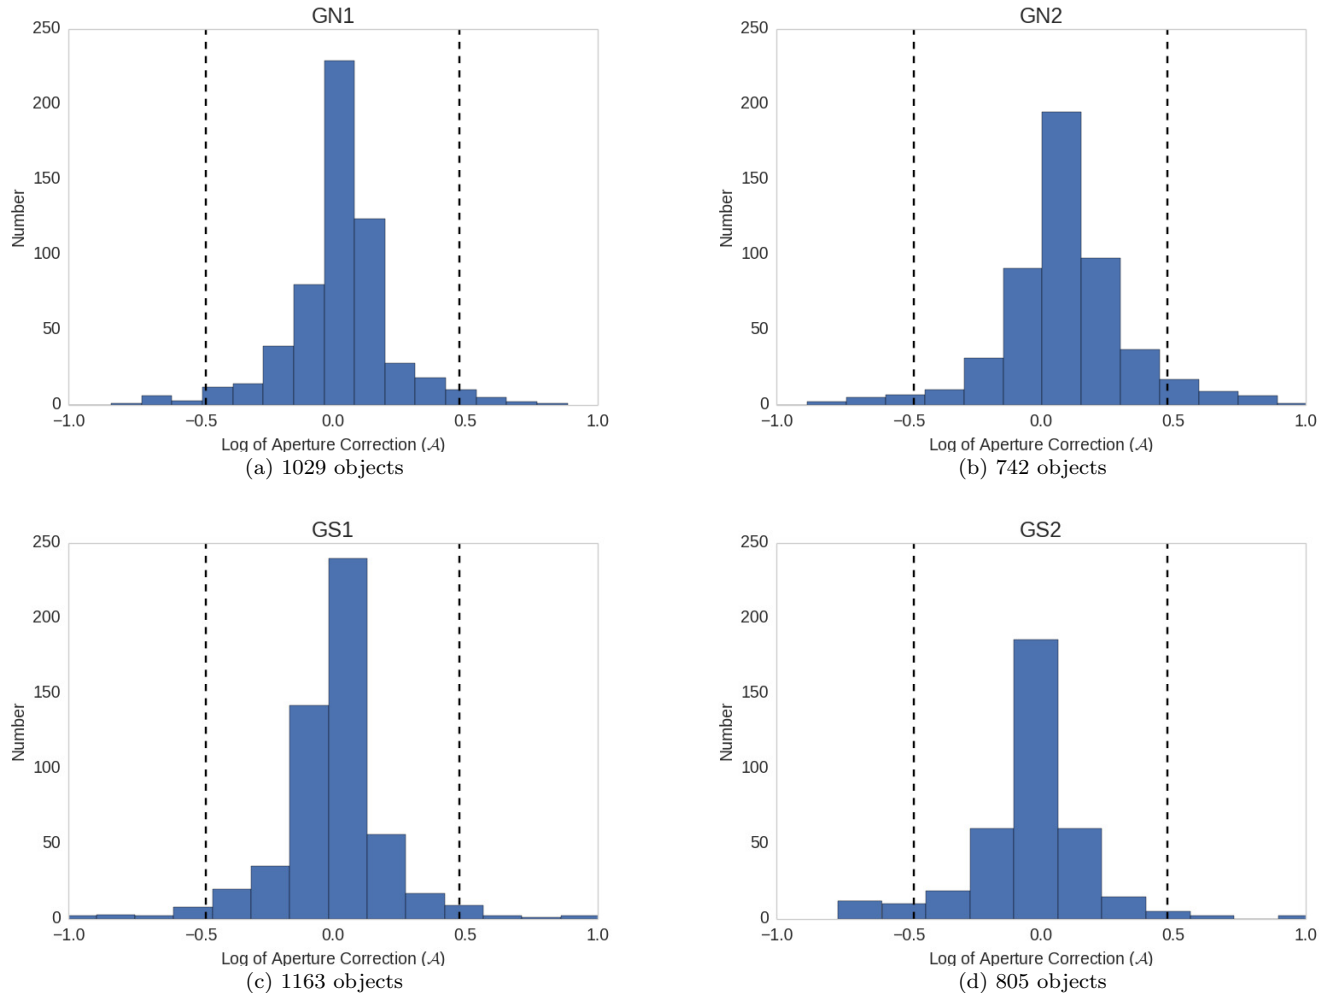 GN1
250
200
150
100
50
0
Number
−1.0 −0.5 0.0 0.5 1.0
Log of Aperture Correction (𝒜)
(a) 1029 objects
GN2
250
200
150
100
50
0
Number
−1.0 −0.5 0.0 0.5 1.0
Log of Aperture Correction (𝒜)
(b) 742 objects
GS1
250
200
150
100
50
0
Number
−1.0 −0.5 0.0 0.5 1.0
Log of Aperture Correction (𝒜)
(c) 1163 objects
GS2
250
200
150
100
50
0
Number
−1.0 −0.5 0.0 0.5 1.0
Log of Aperture Correction (𝒜)
(d) 805 objects